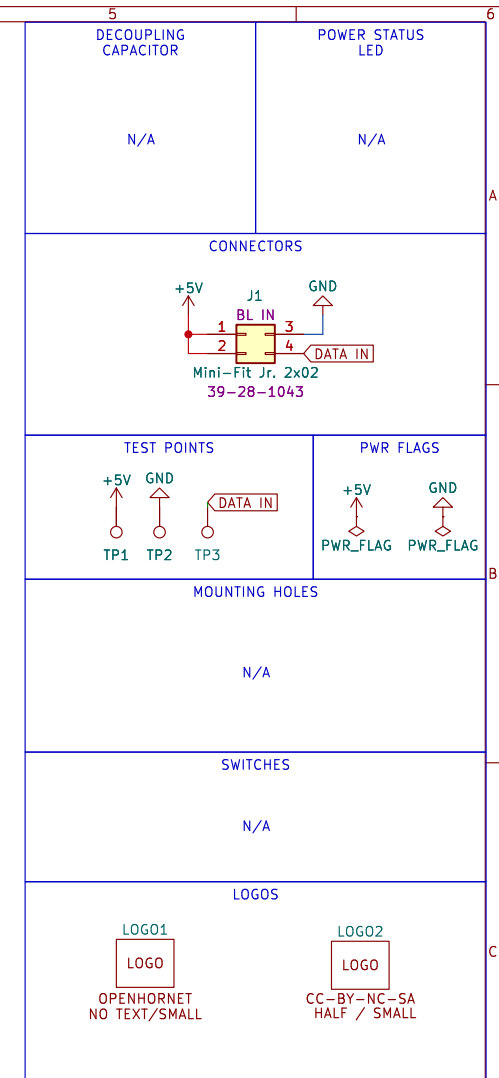 5
6
DECOUPLING
CAPACITOR
POWER STATUS
LED
N/A
N/A
A
CONNECTORS
+5V
J1
GND
BL IN
1
3
2
4
DATA IN
Mini-Fit Jr. 2x02
39-28-1043
TEST POINTS
PWR FLAGS
+5V
GND
DATA IN
+5V
GND
TP1
TP2
TP3
PWR_FLAG
PWR_FLAG
B
MOUNTING HOLES
N/A
SWITCHES
N/A
LOGOS
LOGO1
LOGO2
C
LOGO
LOGO
OPENHORNET
NO TEXT/SMALL
CC-BY-NC-SA
HALF / SMALL